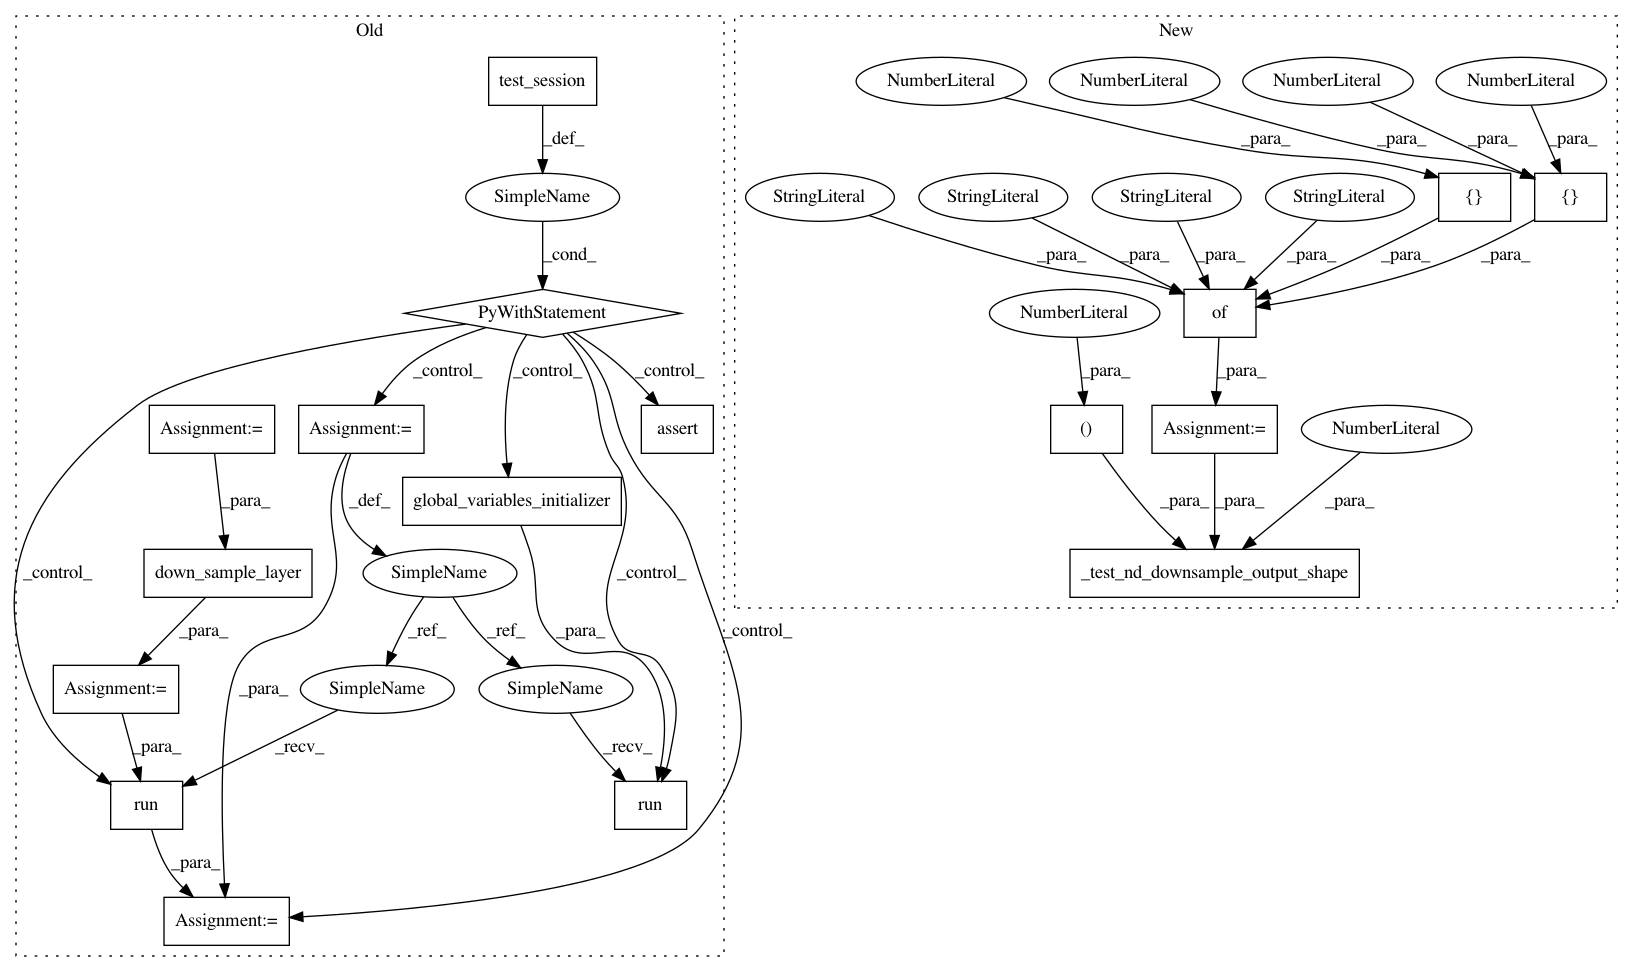 Old
New
test_session
NumberLiteral
NumberLiteral
NumberLiteral
NumberLiteral
_def_
_para_
_para_
_para_
_para_
SimpleName
StringLiteral
StringLiteral
StringLiteral
StringLiteral
{}
{}
_cond_
_para_
_para_
_para_
_para_
_para_
_para_
PyWithStatement
NumberLiteral
of
_control_
_control_
_control_
_para_
_para_
Assignment:=
Assignment:=
assert
()
Assignment:=
NumberLiteral
_para_
_def_
global_variables_initializer
_para_
_para_
_para_
_control_
down_sample_layer
SimpleName
_control_
_test_nd_downsample_output_shape
_para_
_ref_
_ref_
_para_
_control_
Assignment:=
_para_
SimpleName
SimpleName
_para_
_recv_
_recv_
run
run
_para_
Assignment:=